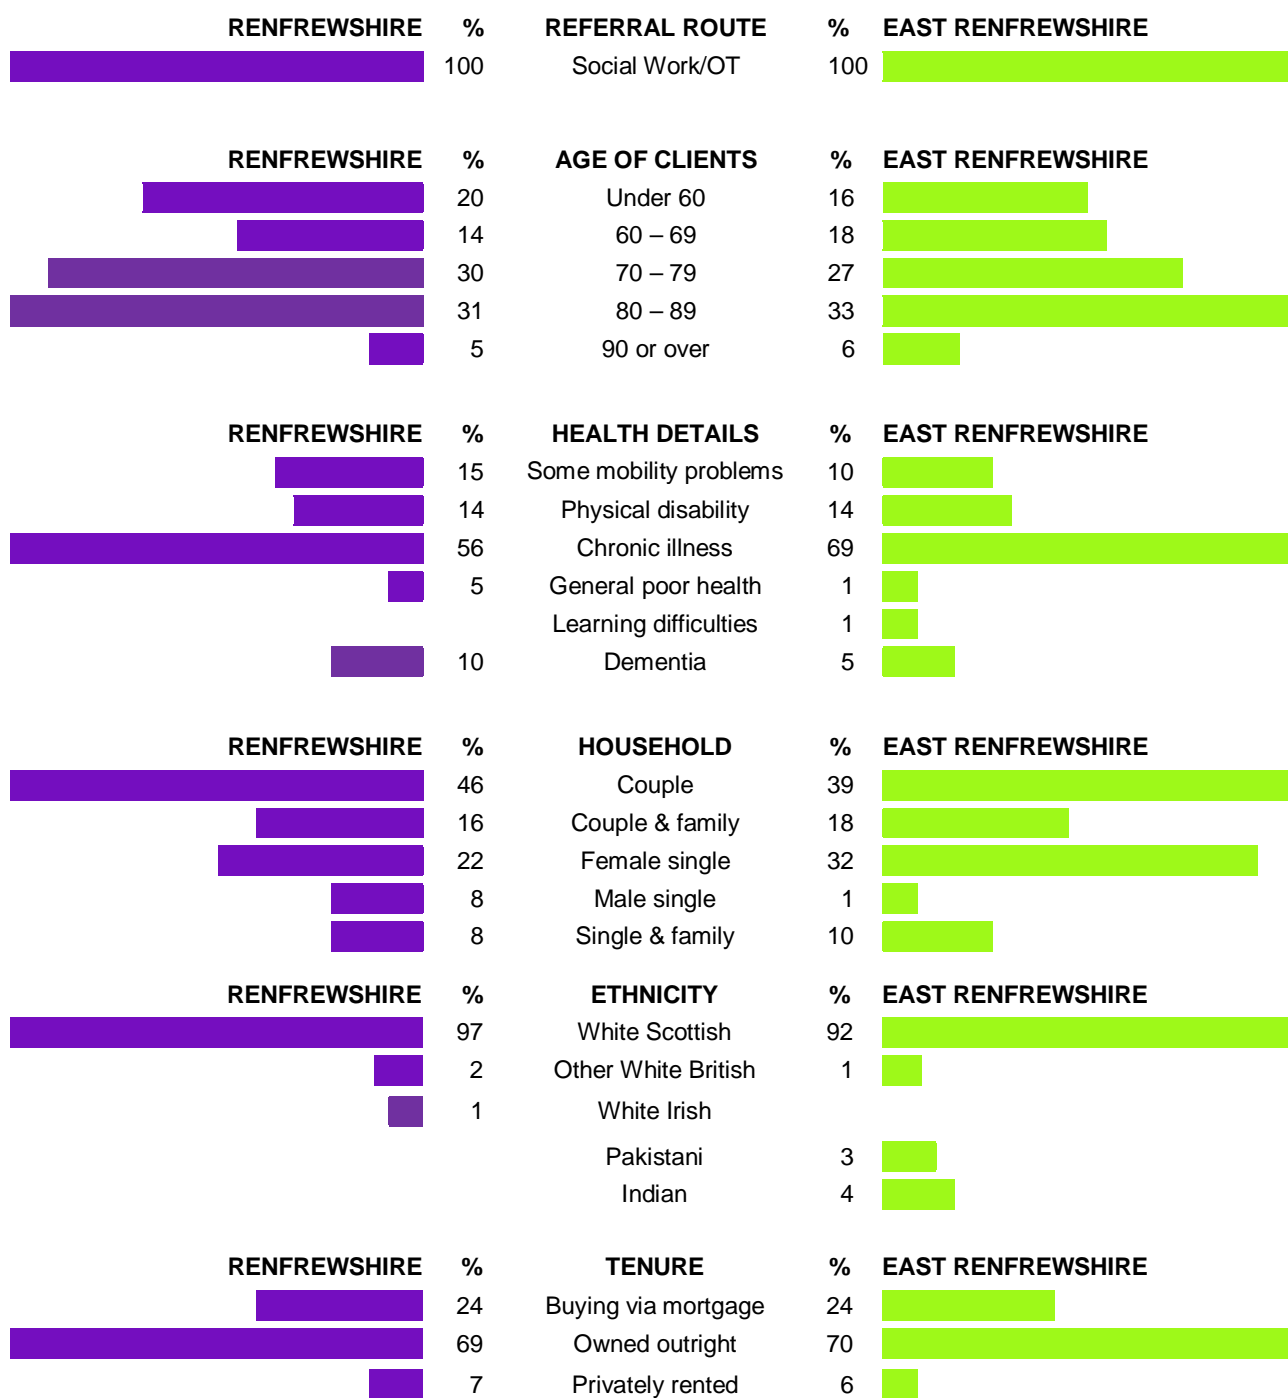 RENFREWSHIRE % REFERRAL ROUTE % EAST RENFREWSHIRE
100 Social Work/OT 100
RENFREWSHIRE % AGE OF CLIENTS % EAST RENFREWSHIRE
20 Under 60 16
14 60 – 69 18
30 70 – 79 27
31 80 – 89 33
5 90 or over 6
RENFREWSHIRE % HEALTH DETAILS % EAST RENFREWSHIRE
15 Some mobility problems 10
14 Physical disability 14
56 Chronic illness 69
5 General poor health 1
Learning difficulties 1
10 Dementia 5
RENFREWSHIRE % HOUSEHOLD % EAST RENFREWSHIRE
46 Couple 39
16 Couple & family 18
22 Female single 32
8 Male single 1
8 Single & family 10
RENFREWSHIRE % ETHNICITY % EAST RENFREWSHIRE
97 White Scottish 92
2 Other White British 1
1 White Irish
Pakistani 3
Indian 4
RENFREWSHIRE % TENURE % EAST RENFREWSHIRE
24 Buying via mortgage 24
69 Owned outright 70
7 Privately rented 6